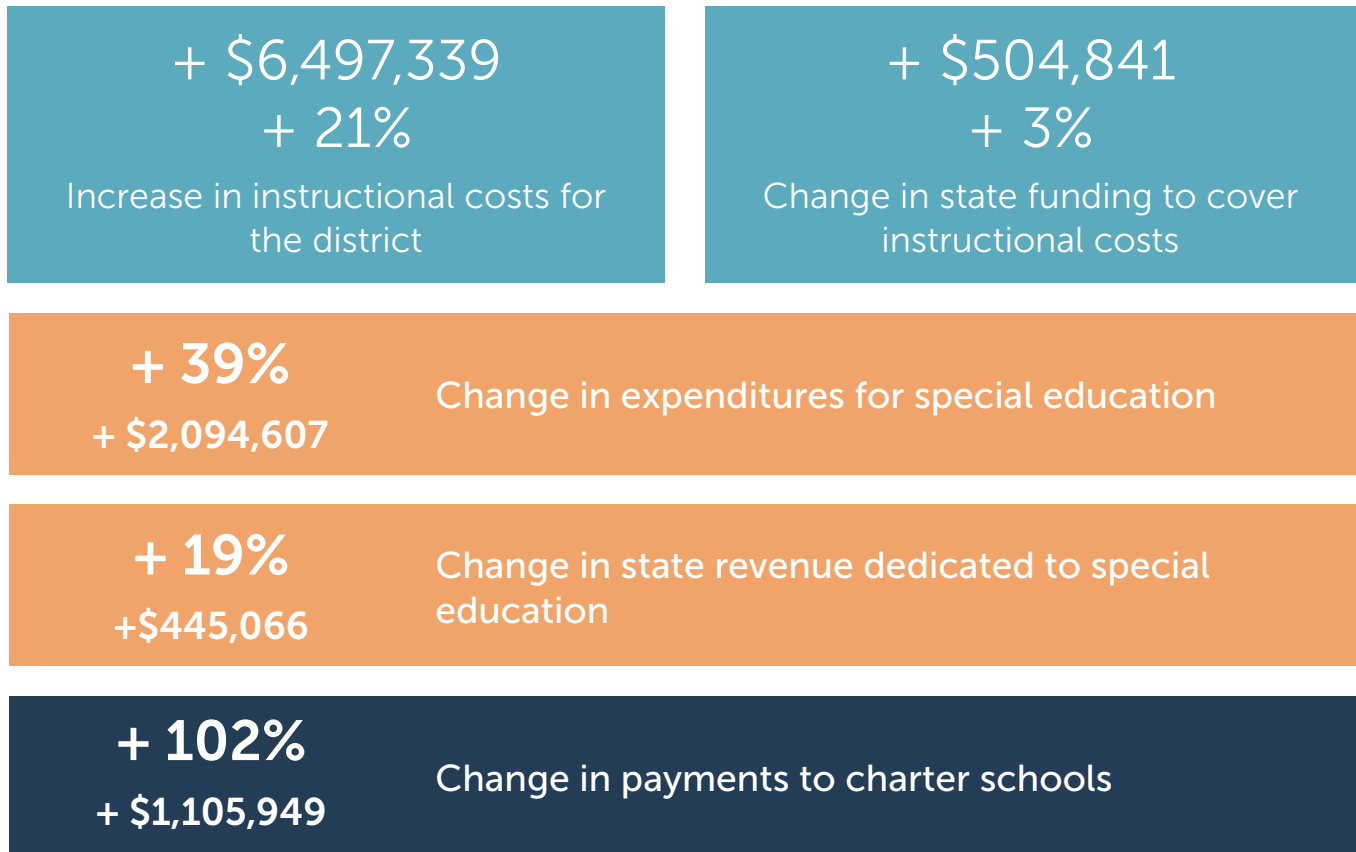 + $6,497,339
+ 21%
Increase in instructional costs for
the district
+ $504,841
+ 3%
Change in state funding to cover
instructional costs
+ 39%
+ $2,094,607
Change in expenditures for special education
+ 19%
+$445,066
Change in state revenue dedicated to special
education
+ 102%
+ $1,105,949
Change in payments to charter schools